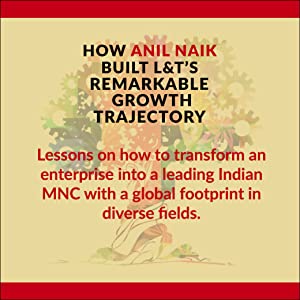 HOW ANIL NAIK
BUILT L&T'S
REMARKABLE
GROWTH
TRAJECTORY
Lessons on how to transform an
enterprise into a leading Indian
MNC with a global footprint in
diverse fields.